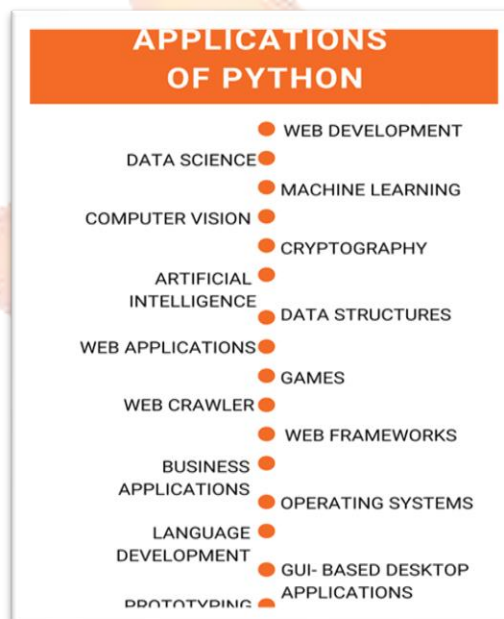 APPLICATIONS
OF PYTHON
WEB DEVELOPMENT
DATA SCIENCE
MACHINE LEARNING
COMPUTER VISION
CRYPTOGRAPHY
ARTIFICIAL
INTELLIGENCE
DATA STRUCTURES
WEB APPLICATIONS
GAMES
WEB CRAWLER
WEB FRAMEWORKS
BUSINESS
APPLICATIONS
OPERATING SYSTEMS
LANGUAGE
DEVELOPMENT
GUI- BASED DESKTOP
APPLICATIONS
PROTOTYPING